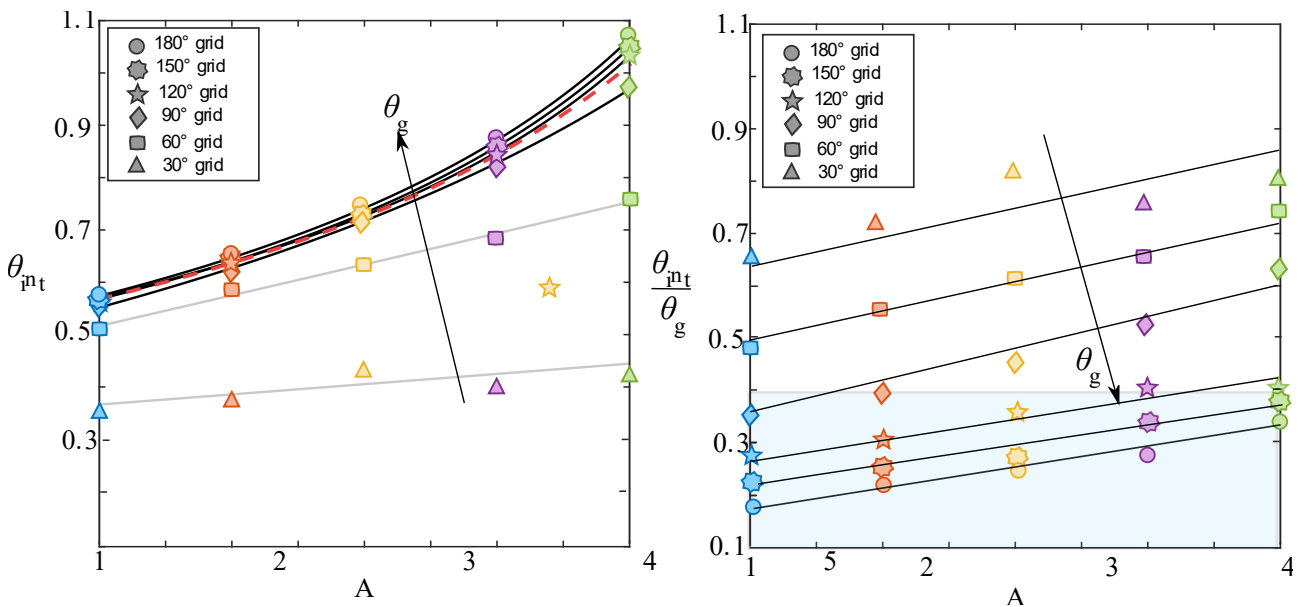 1.1
0.9
0.7
0.5
0.3
θint
180° grid
150° grid
120° grid
90° grid
60° grid
30° grid
θg
1
2
3
4
A
1.1
0.9
0.7
0.5
0.3
0.1
θint
θg
180° grid
150° grid
120° grid
90° grid
60° grid
30° grid
θg
1
5
2
3
4
A